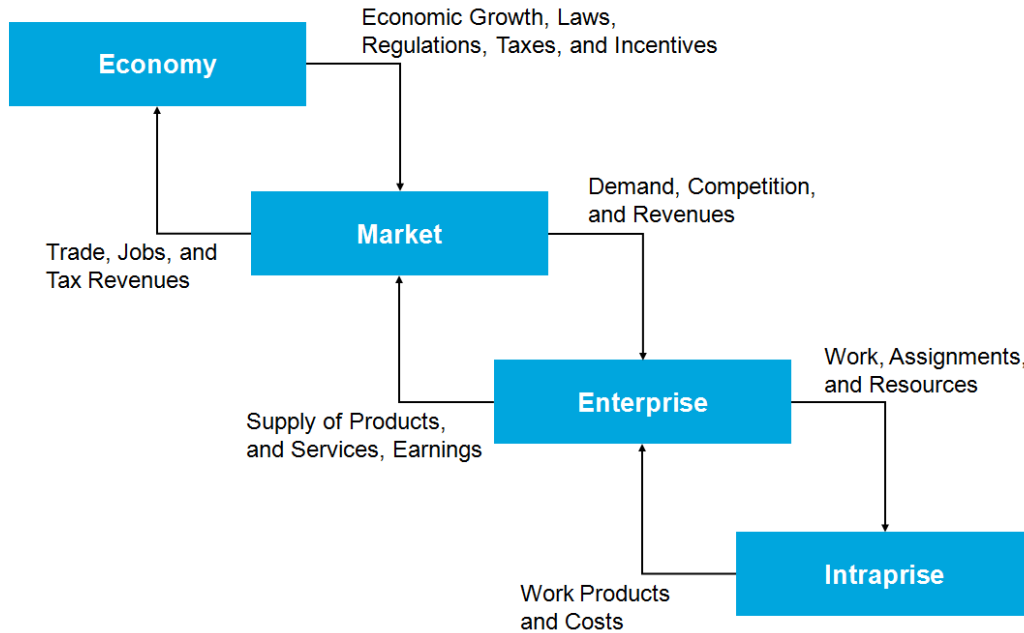 Economic Growth, Laws,
Regulations, Taxes, and Incentives
Economy
Demand, Competition,
and Revenues
Market
Trade, Jobs, and
Tax Revenues
Work, Assignments,
and Resources
Enterprise
Supply of Products,
and Services, Earnings
Intraprise
Work Products
and Costs